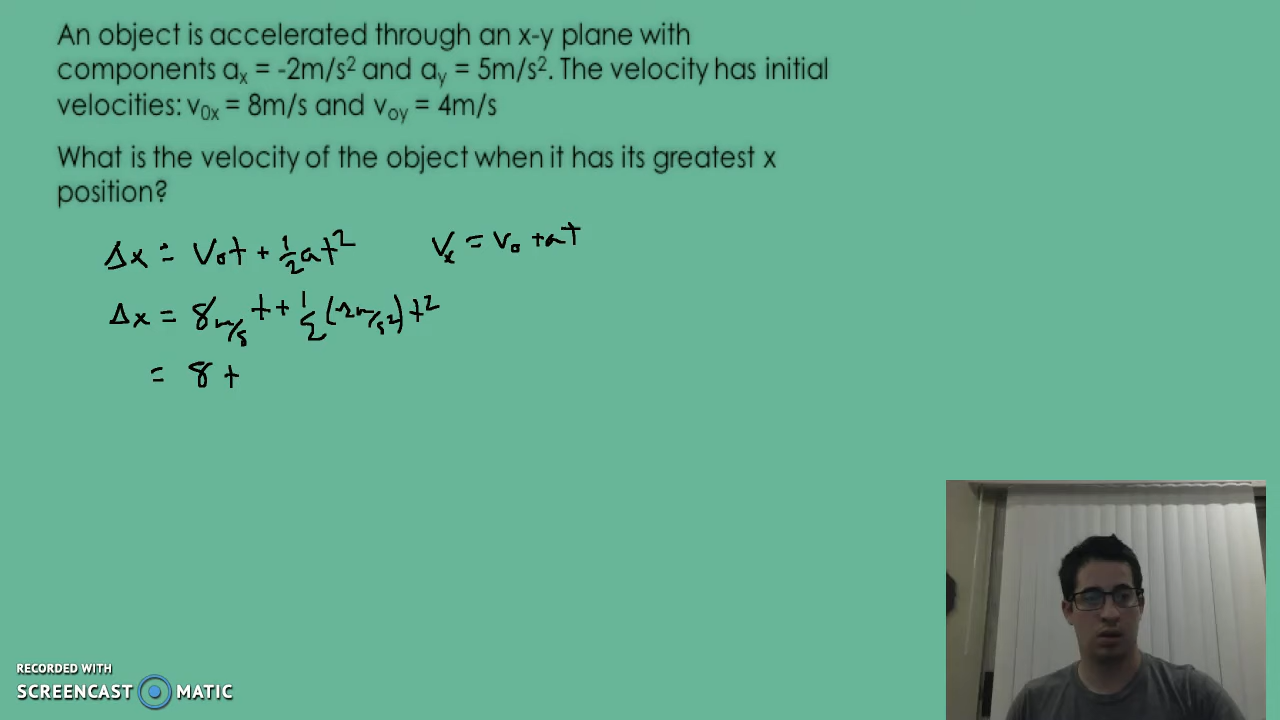 An object is accelerated through an x-y plane with
components aₓ = -2m/s² and aᵧ = 5m/s². The velocity has initial
velocities: v₀ₓ = 8m/s and vₒᵧ = 4m/s
What is the velocity of the object when it has its greatest x
position?
Δx = V₀t + ½at² Vₓ = V₀ + at
Δx = 8m/s t + ½(-2m/s²)t²
= 8t
RECORDED WITH
SCREENCAST MATIC